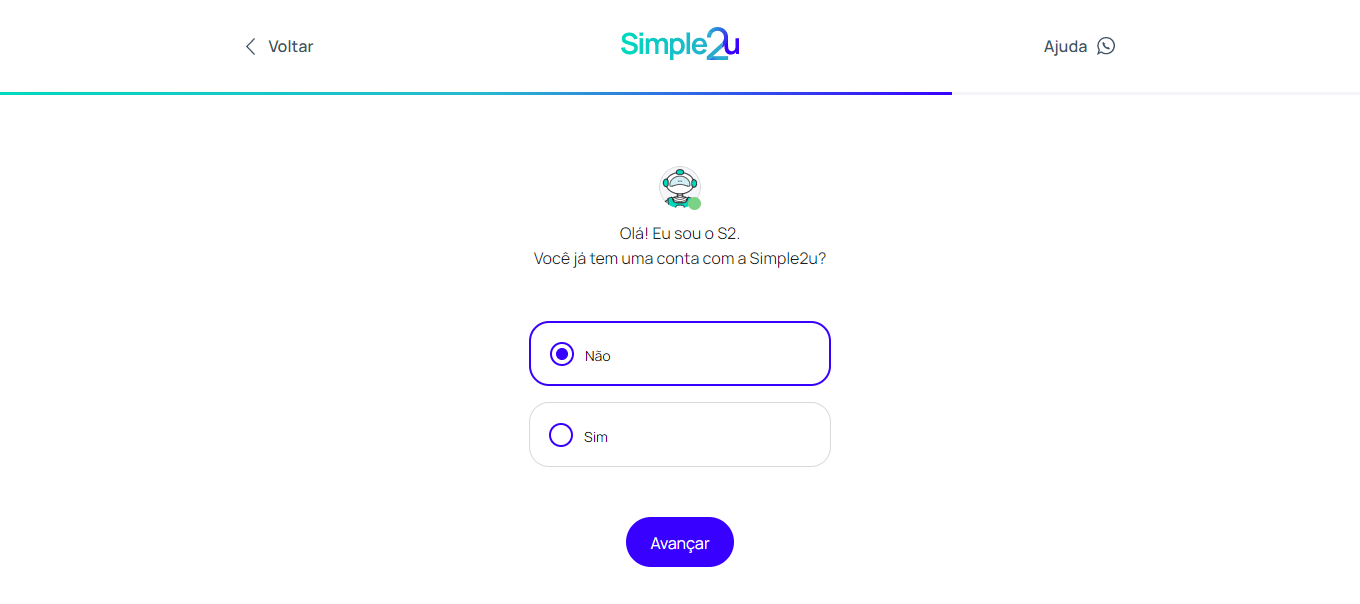 Voltar
Simple2u
Ajuda
Olá! Eu sou o S2.
Você já tem uma conta com a Simple2u?
Não
Sim
Avançar